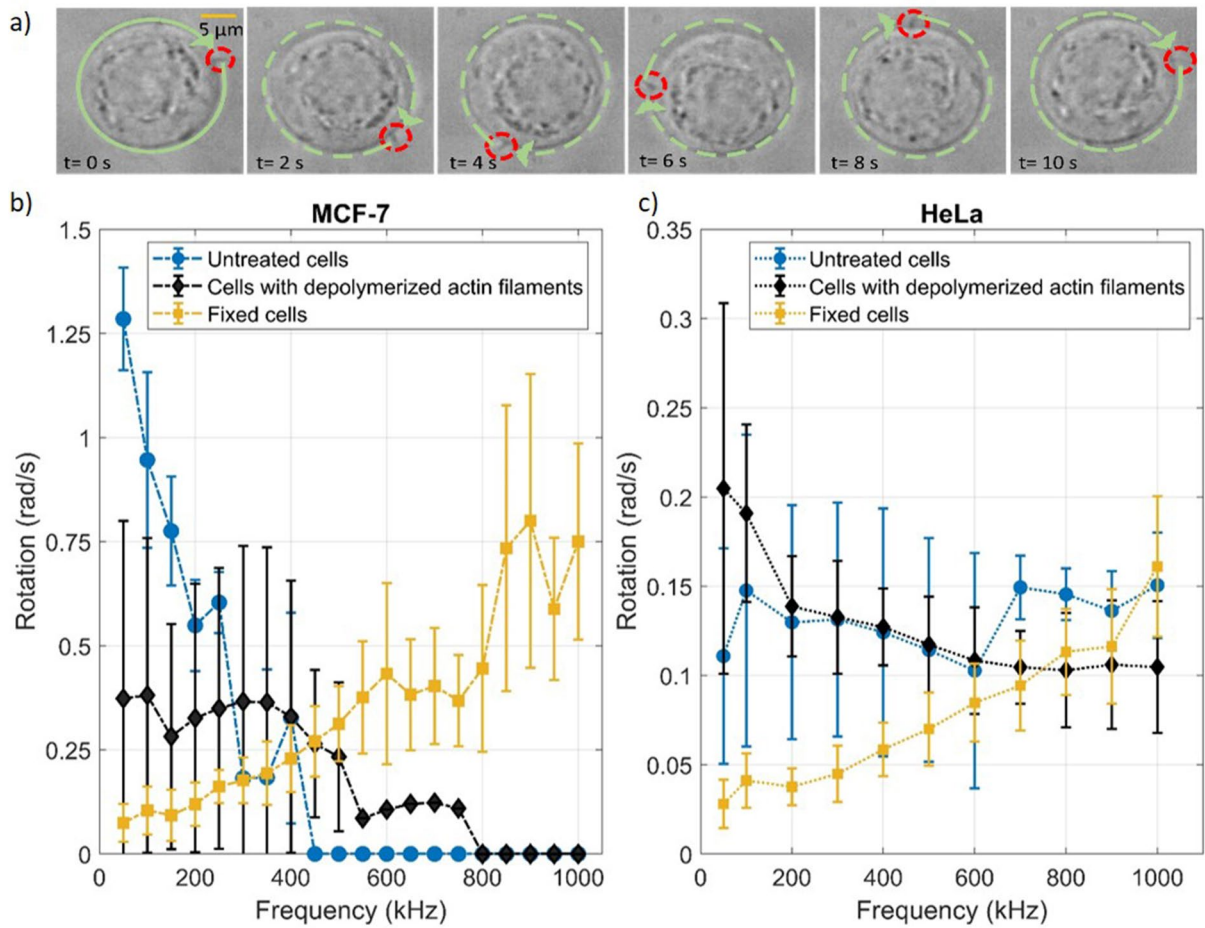 a)
5 μm
t= 0 s
t= 2 s
t= 4 s
t= 6 s
t= 8 s
t= 10 s
b)
MCF-7
1.5
1.25
1
0.75
0.5
0.25
0
Rotation (rad/s)
Untreated cells
Cells with depolymerized actin filaments
Fixed cells
0
200
400
600
800
1000
Frequency (kHz)
c)
HeLa
0.35
0.3
0.25
0.2
0.15
0.1
0.05
0
Rotation (rad/s)
Untreated cells
Cells with depolymerized actin filaments
Fixed cells
0
200
400
600
800
1000
Frequency (kHz)